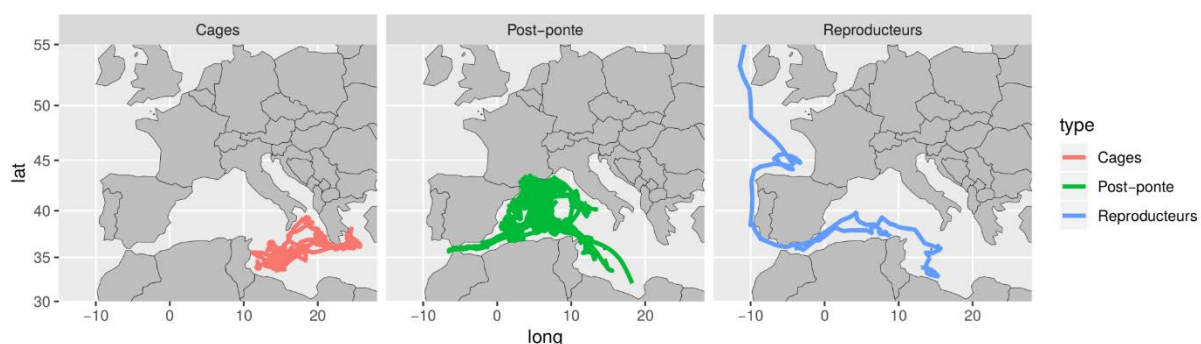 Cages Post-ponte Reproducteurs
55
50
45
40
35
30
lat
−10 0 10 20 −10 0 10 20 −10 0 10 20
long
type
Cages
Post-ponte
Reproducteurs